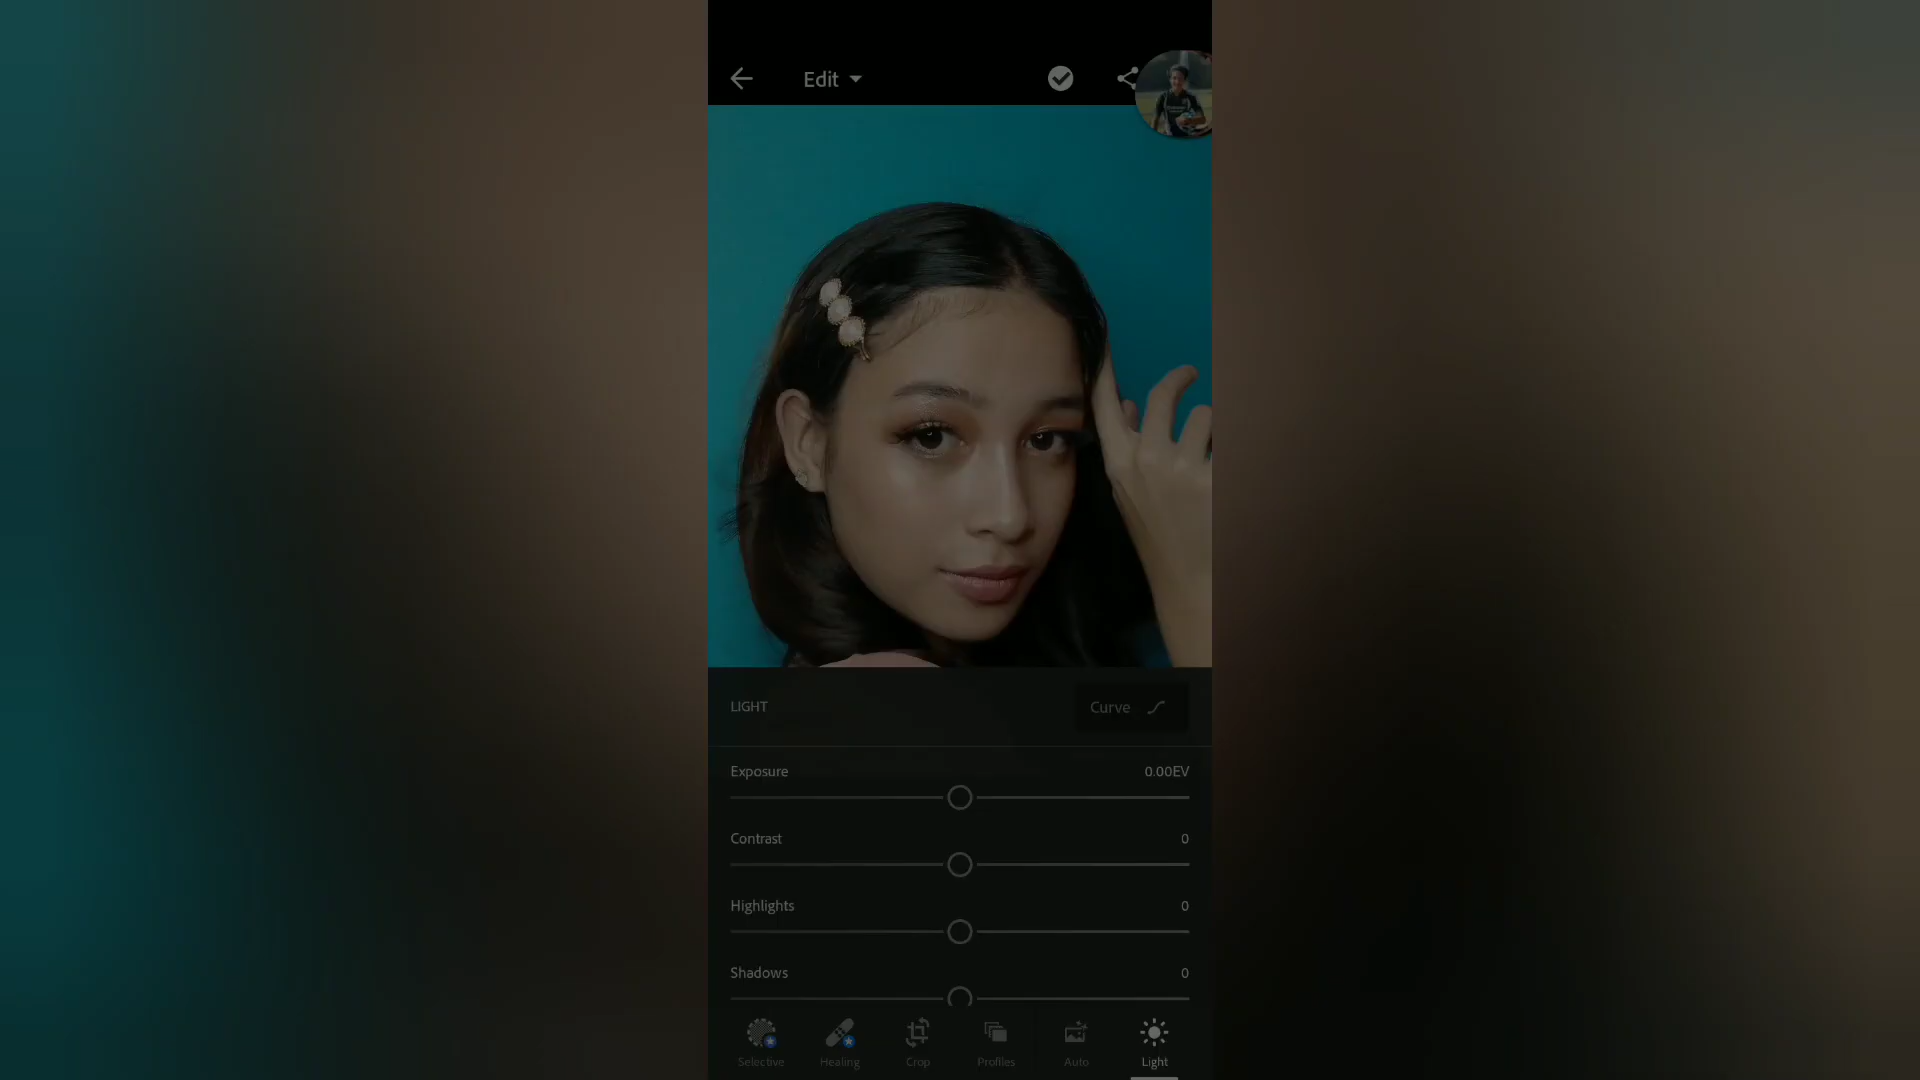 Edit
LIGHT
Curve
Exposure 0.00EV
Contrast 0
Highlights 0
Shadows 0
Selective Healing Crop Profiles Auto Light